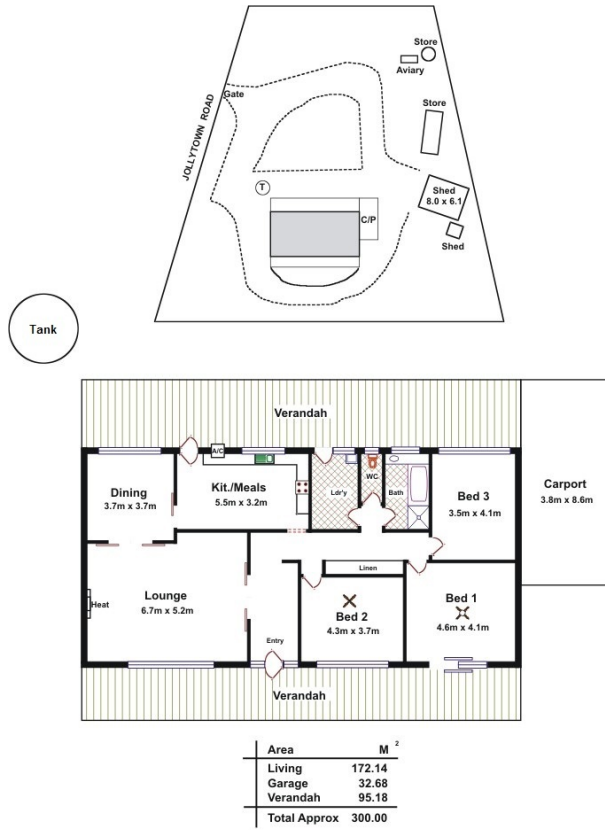 Store
Aviary
Gate
JOLLYTOWN ROAD
Store
T
Shed
8.0 x 6.1
C/P
Shed
Tank
Verandah
A/C
Dining
3.7m x 3.7m
Kit./Meals
5.5m x 3.2m
Ldr'y
WC
Bath
Bed 3
3.5m x 4.1m
Carport
3.8m x 8.6m
Lounge
6.7m x 5.2m
Heat
Linen
Entry
Bed 2
4.3m x 3.7m
Bed 1
4.6m x 4.1m
Verandah
Area M ²
Living 172.14
Garage 32.68
Verandah 95.18
Total Approx 300.00